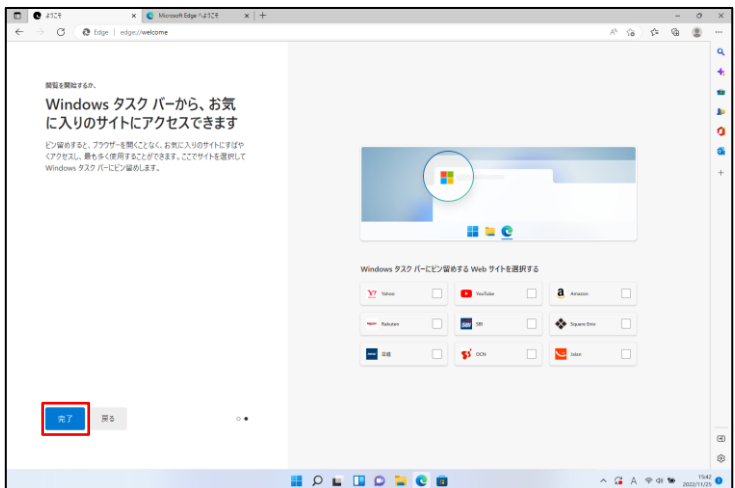 ようこそ
Microsoft Edge へようこそ
Edge | edge://welcome
閲覧を開始するか、
Windows タスク バーから、お気
に入りのサイトにアクセスできます
ピン留めすると、ブラウザーを開くことなく、お気に入りのサイトにすばや
くアクセスし、最も多く使用することができます。ここでサイトを選択して
Windows タスク バーにピン留めします。
Windows タスク バーにピン留めする Web サイトを選択する
Yahoo
YouTube
Amazon
Rakuten
SBI
Square Enix
OCN
Jalan
完了
戻る
A
15:42
2022/11/25